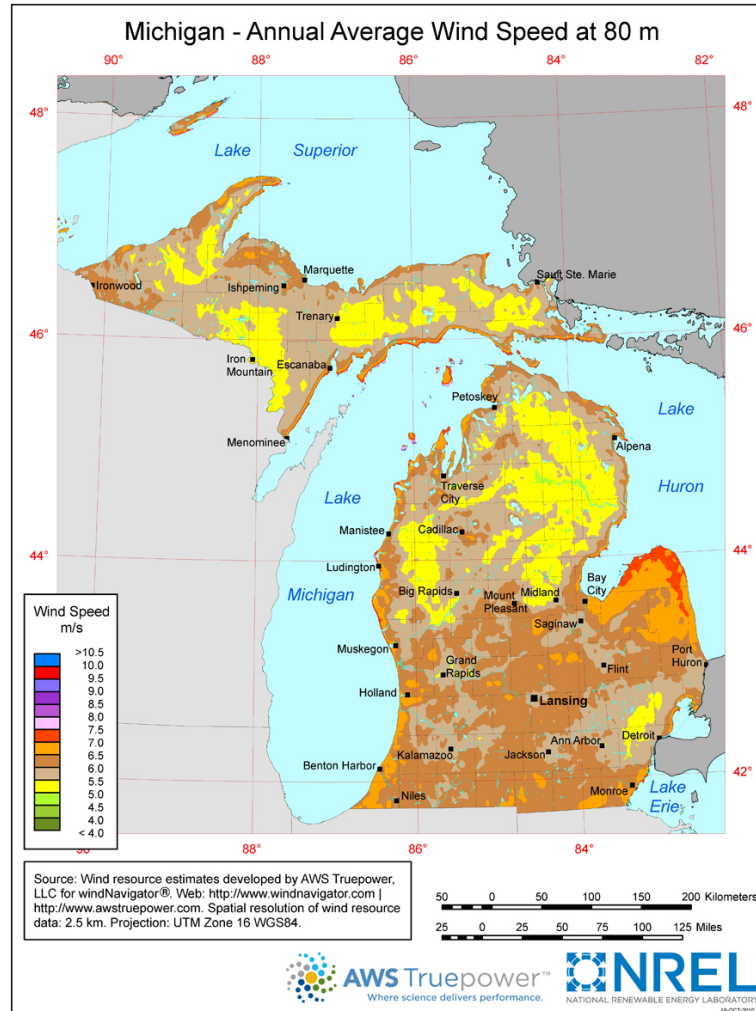 Michigan - Annual Average Wind Speed at 80 m
90°
88°
86°
84°
82°
48°
48°
Lake Superior
Marquette
Ironwood
Ishpeming
Sault Ste. Marie
Trenary
46°
46°
Iron
Mountain
Escanaba
Petoskey
Lake
Menominee
Alpena
Lake
Traverse
City
Huron
Manistee
Cadillac
44°
44°
Ludington
Bay
City
Michigan
Big Rapids
Mount
Pleasant
Midland
Saginaw
Wind Speed
m/s
>10.5
10.0
9.5
9.0
8.5
8.0
7.5
7.0
6.5
6.0
5.5
5.0
4.5
4.0
< 4.0
Muskegon
Grand
Rapids
Flint
Port
Huron
Holland
Lansing
Kalamazoo
Jackson
Ann Arbor
Detroit
Benton Harbor
42°
42°
Niles
Monroe
Lake
Erie
90°
88°
86°
84°
Source: Wind resource estimates developed by AWS Truepower,
LLC for windNavigator®. Web: http://www.windnavigator.com |
http://www.awstruepower.com. Spatial resolution of wind resource
data: 2.5 km. Projection: UTM Zone 16 WGS84.
50 0 50 100 150 200 Kilometers
25 0 25 50 75 100 125 Miles
AWS Truepower™
Where science delivers performance.
NREL
NATIONAL RENEWABLE ENERGY LABORATORY